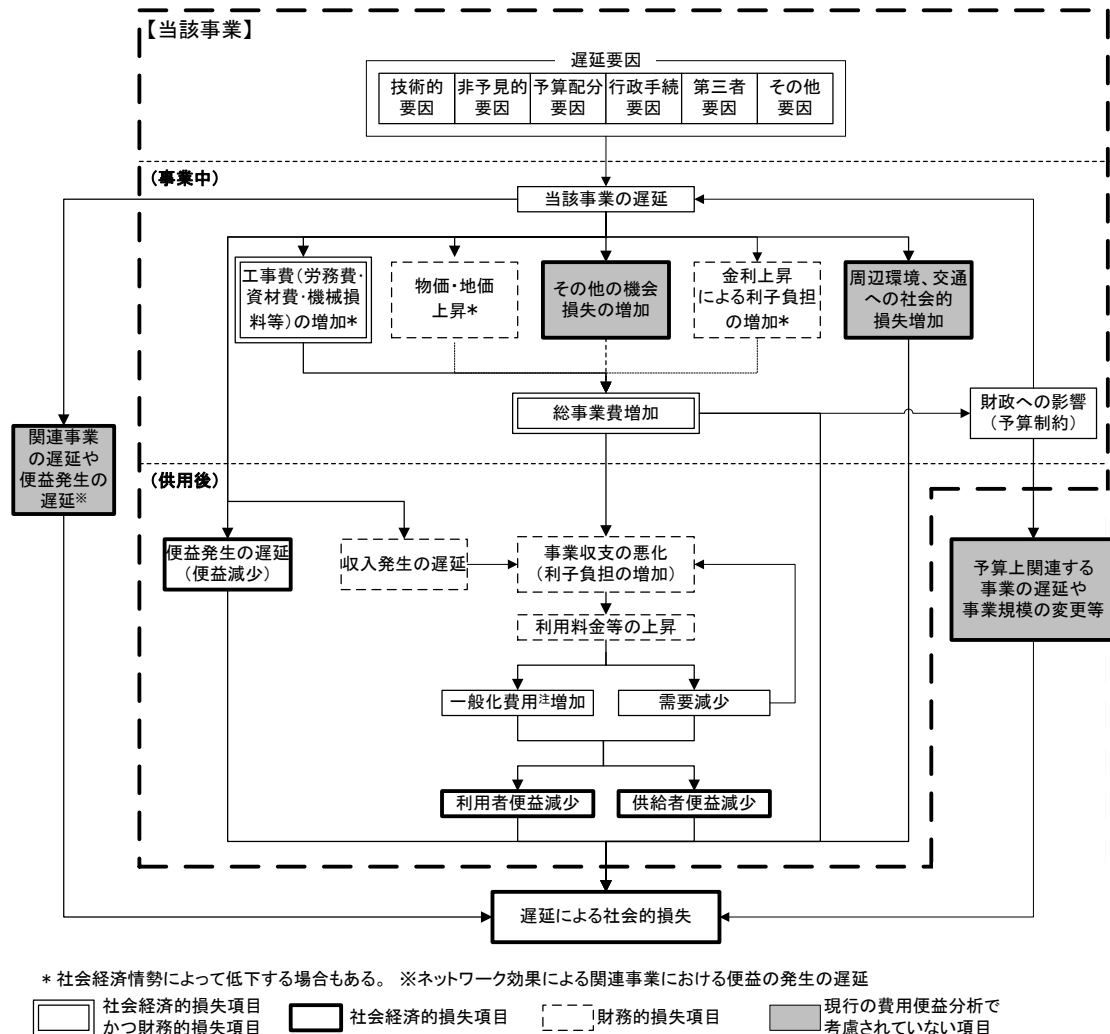 【当該事業】
遅延要因
技術的
要因
非予見的
要因
予算配分
要因
行政手続
要因
第三者
要因
その他
要因
(事業中)
当該事業の遅延
工事費(労務費・
資材費・機械損
料等)の増加*
物価・地価
上昇*
その他の機会
損失の増加
金利上昇
による利子負担
の増加*
周辺環境、交通
への社会的
損失増加
総事業費増加
財政への影響
(予算制約)
関連事業
の遅延や
便益発生の
遅延※
(供用後)
便益発生の遅延
(便益減少)
収入発生の遅延
事業収支の悪化
(利子負担の増加)
予算上関連する
事業の遅延や
事業規模の変更等
利用料金等の上昇
一般化費用注増加
需要減少
利用者便益減少
供給者便益減少
遅延による社会的損失
* 社会経済情勢によって低下する場合もある。 ※ネットワーク効果による関連事業における便益の発生の遅延
社会経済的損失項目
かつ財務的損失項目
社会経済的損失項目
財務的損失項目
現行の費用便益分析で
考慮されていない項目